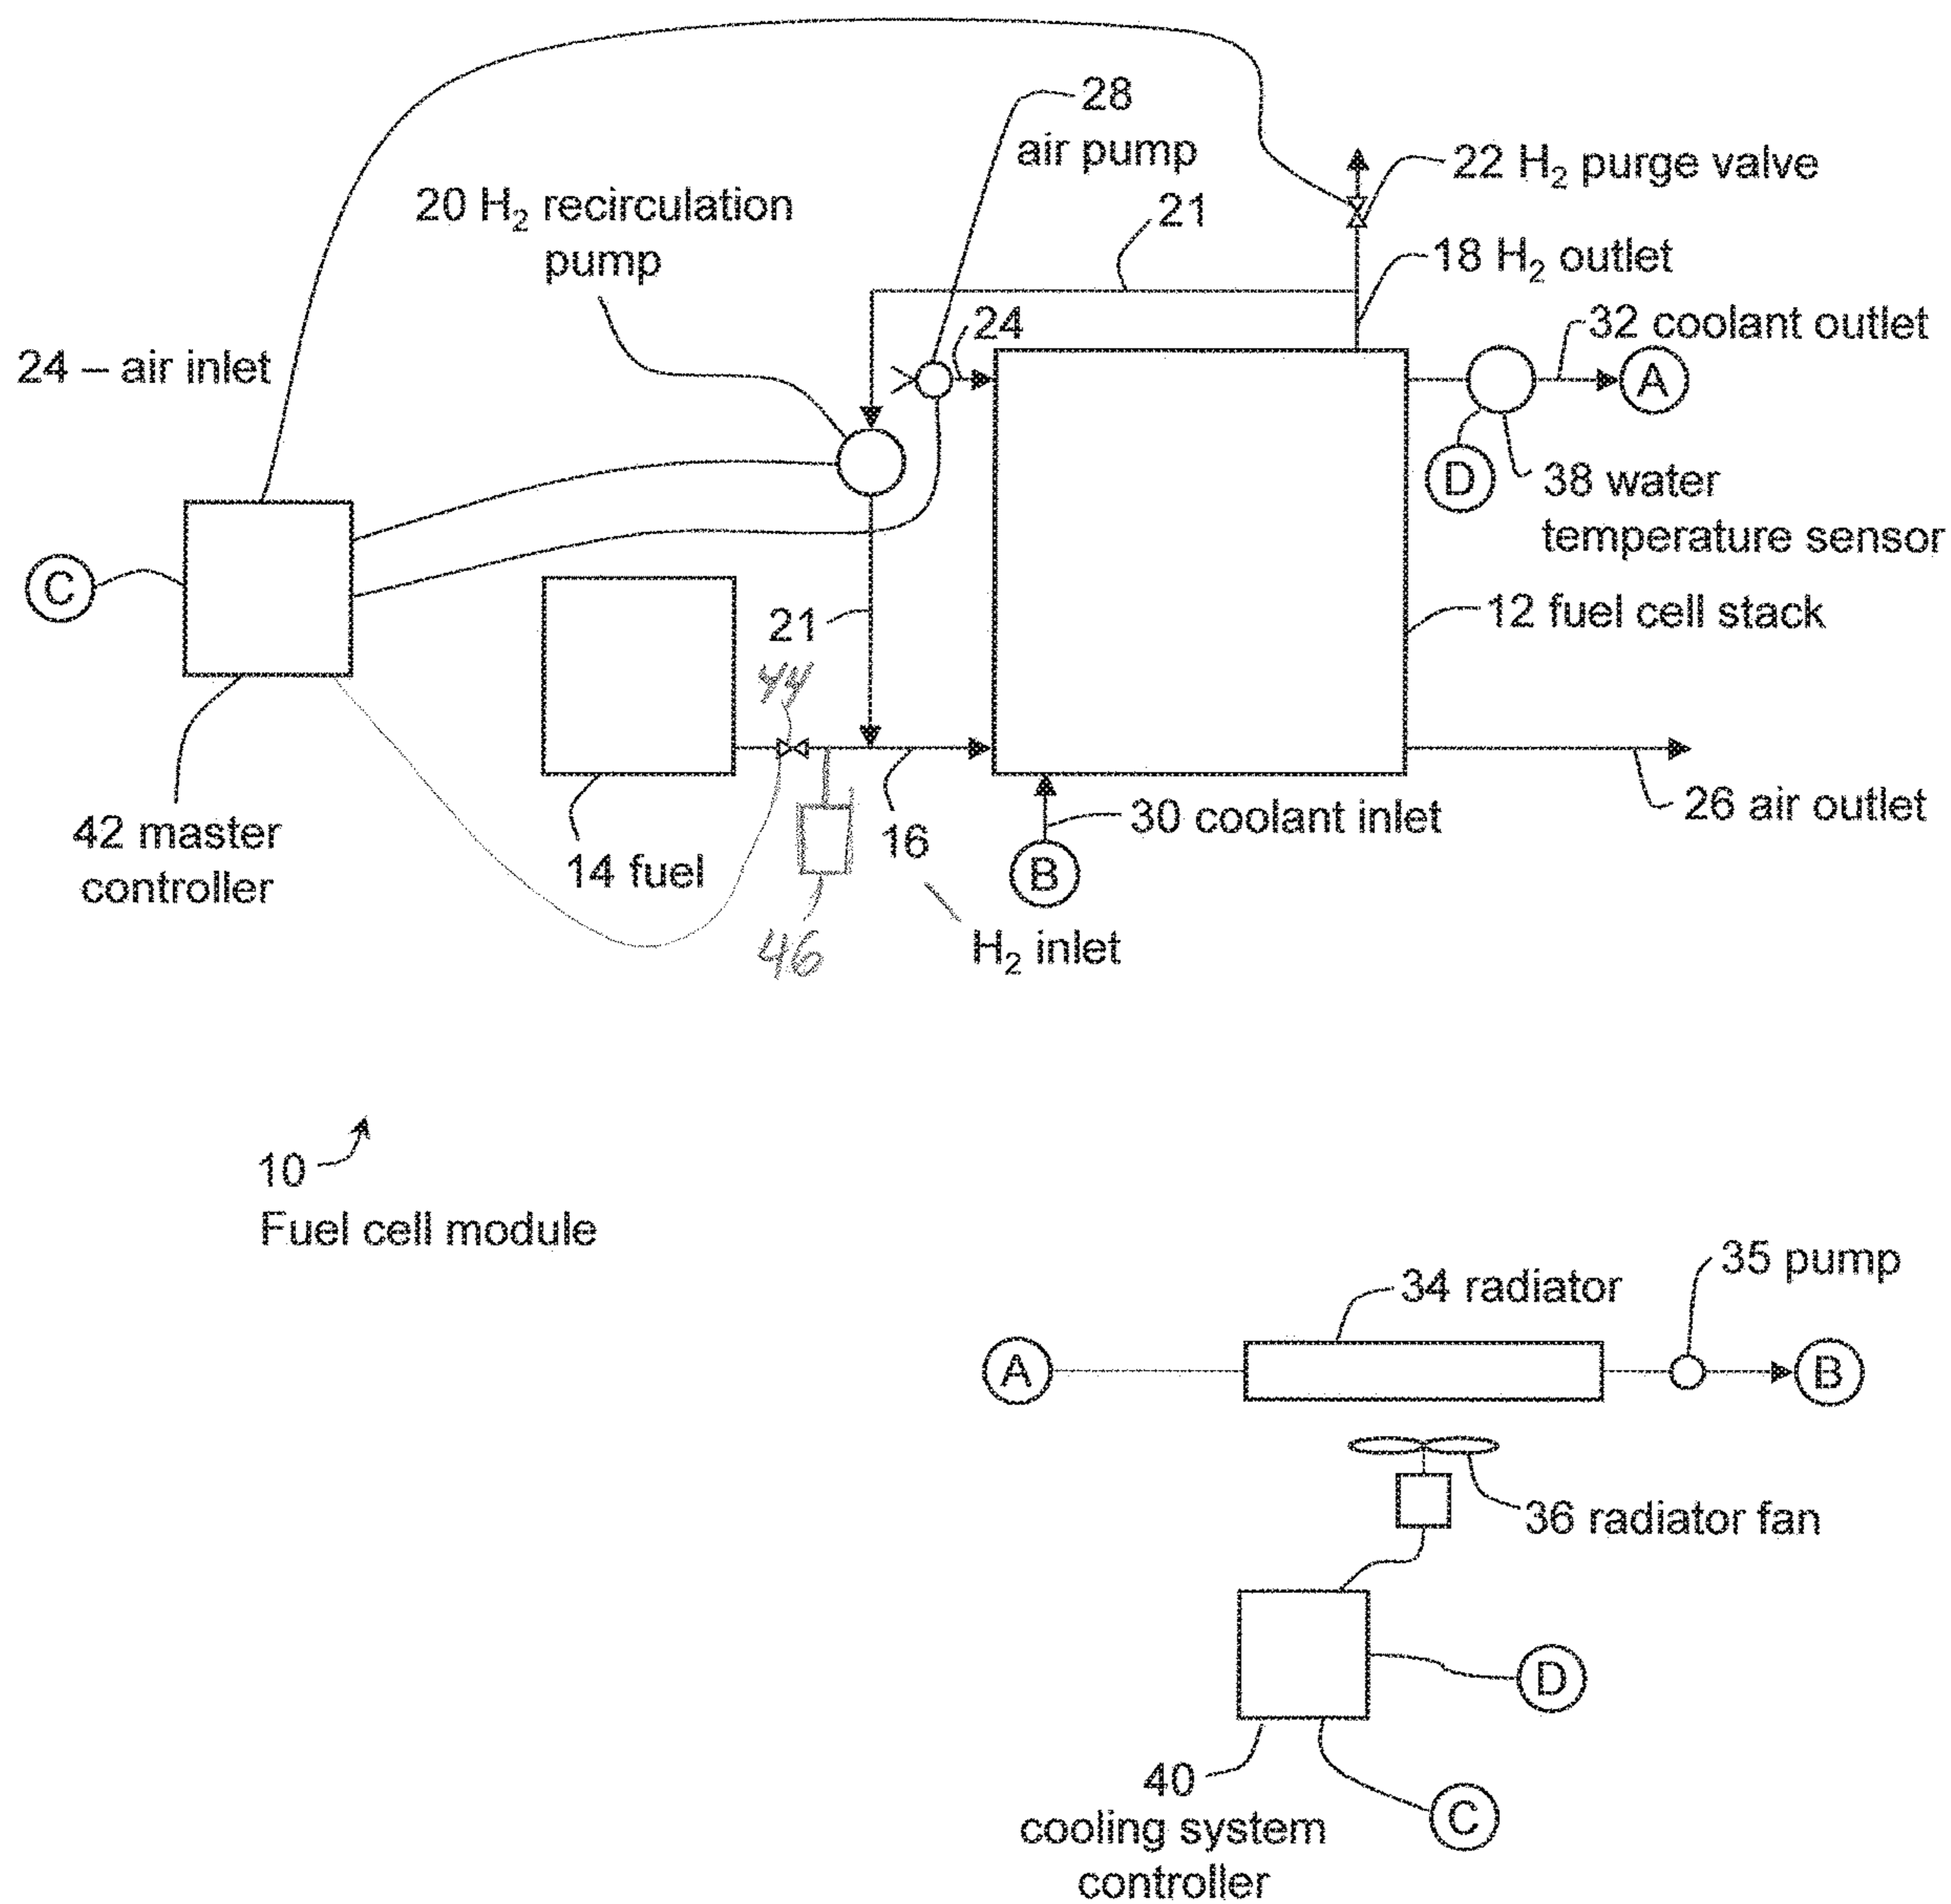 28
air pump
22 H₂ purge valve
20 H₂ recirculation
pump
21
18 H₂ outlet
24 – air inlet
24
32 coolant outlet
A
D
38 water
temperature sensor
C
12 fuel cell stack
21
44
42 master
controller
14 fuel
16
30 coolant inlet
26 air outlet
B
46
H₂ inlet
10
Fuel cell module
35 pump
34 radiator
A
B
36 radiator fan
D
40
cooling system
controller
C